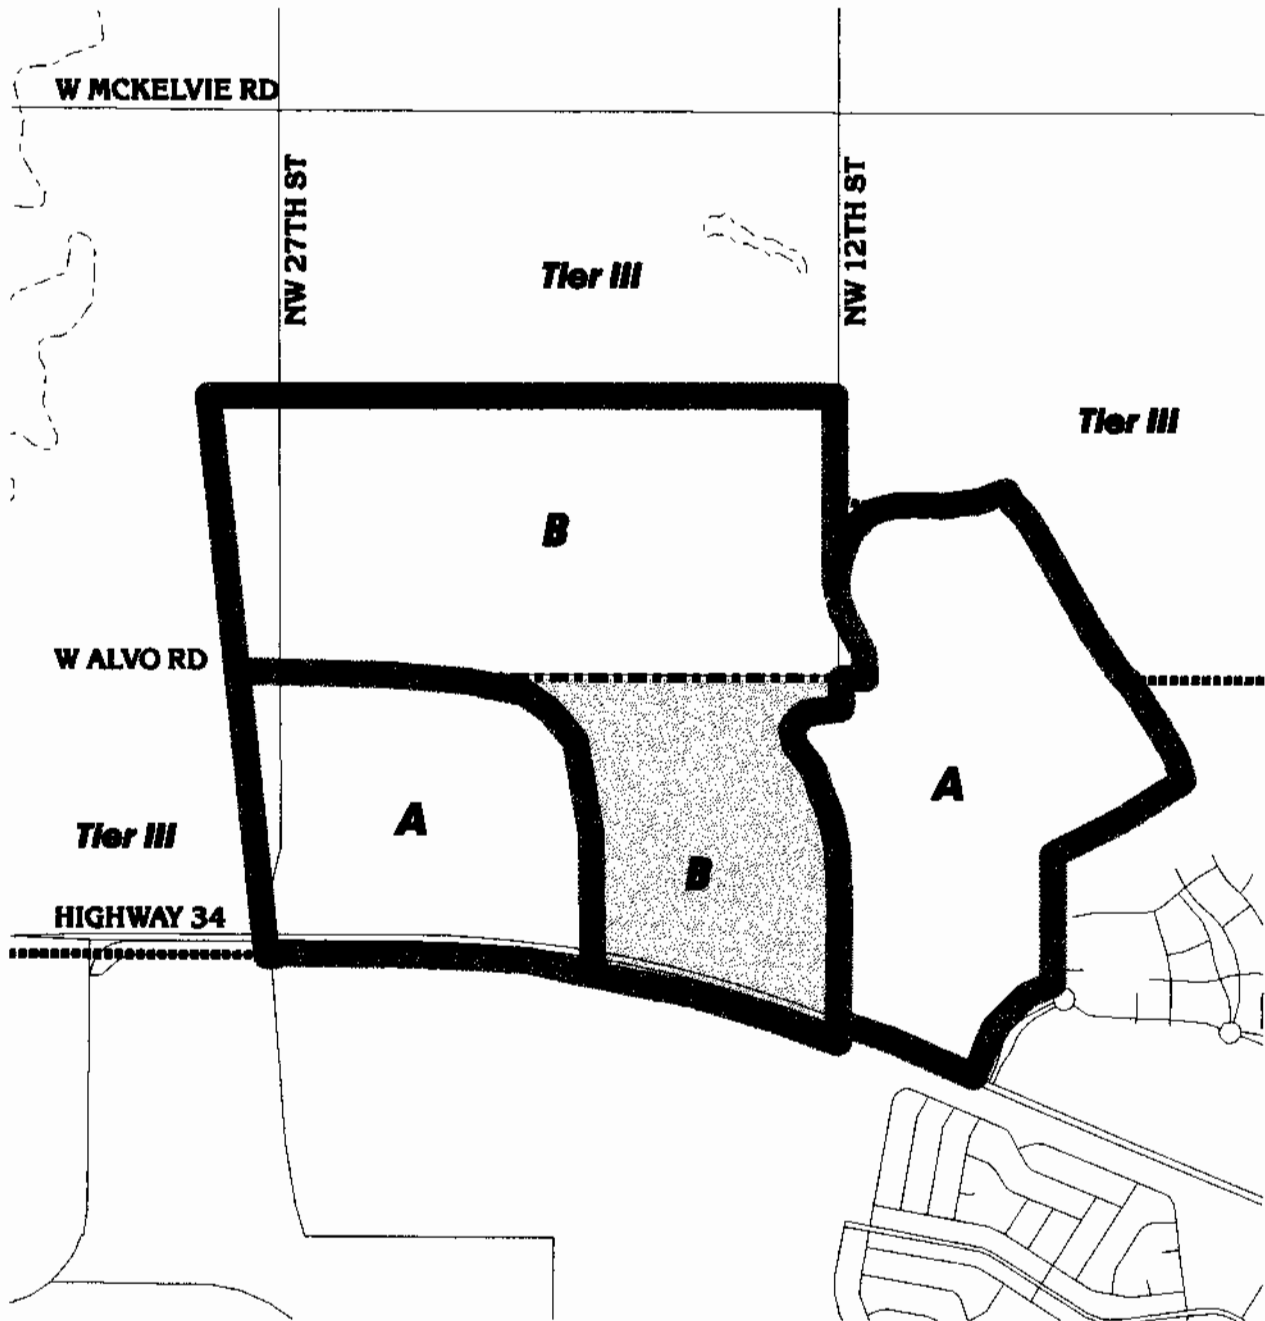 W MCKELVIE RD
NW 27TH ST
NW 12TH ST
Tier III
Tier III
B
W ALVO RD
A
A
Tier III
B
HIGHWAY 34